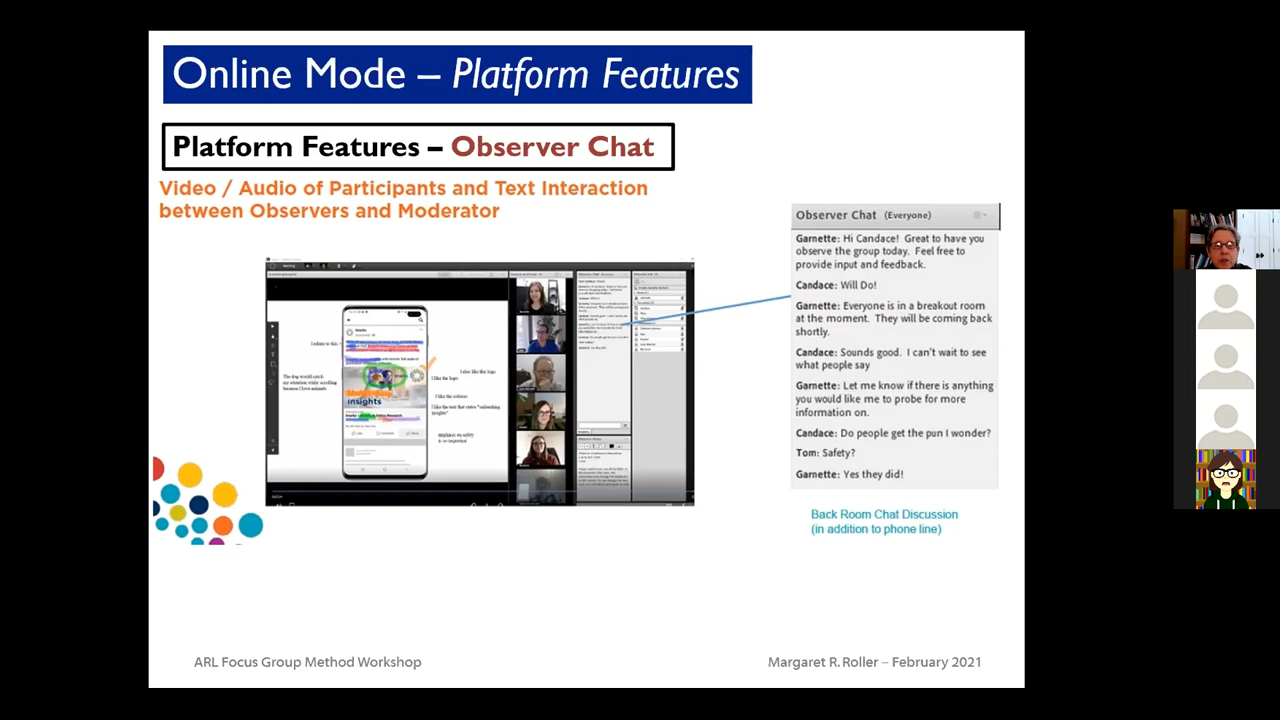 Online Mode – Platform Features
Platform Features – Observer Chat
Video / Audio of Participants and Text Interaction
between Observers and Moderator
I relate to this
The dog would catch
my attention while scrolling
because I love animals
I also like the logo
I like the logo
I like the colours
I like the text that states "unleashing
insights"
insights
Observer Chat (Everyone)
Garnette: Hi Candace! Great to have you
observe the group today. Feel free to
provide input and feedback.
Candace: Will Do!
Garnette: Everyone is in a breakout room
at the moment. They will be coming back
shortly.
Candace: Sounds good. I can't wait to see
what people say
Garnette: Let me know if there is anything
you would like me to probe for more
information on.
Candace: Do people get the pun I wonder?
Tom: Safety?
Garnette: Yes they did!
Back Room Chat Discussion
(in addition to phone line)
ARL Focus Group Method Workshop
Margaret R. Roller – February 2021